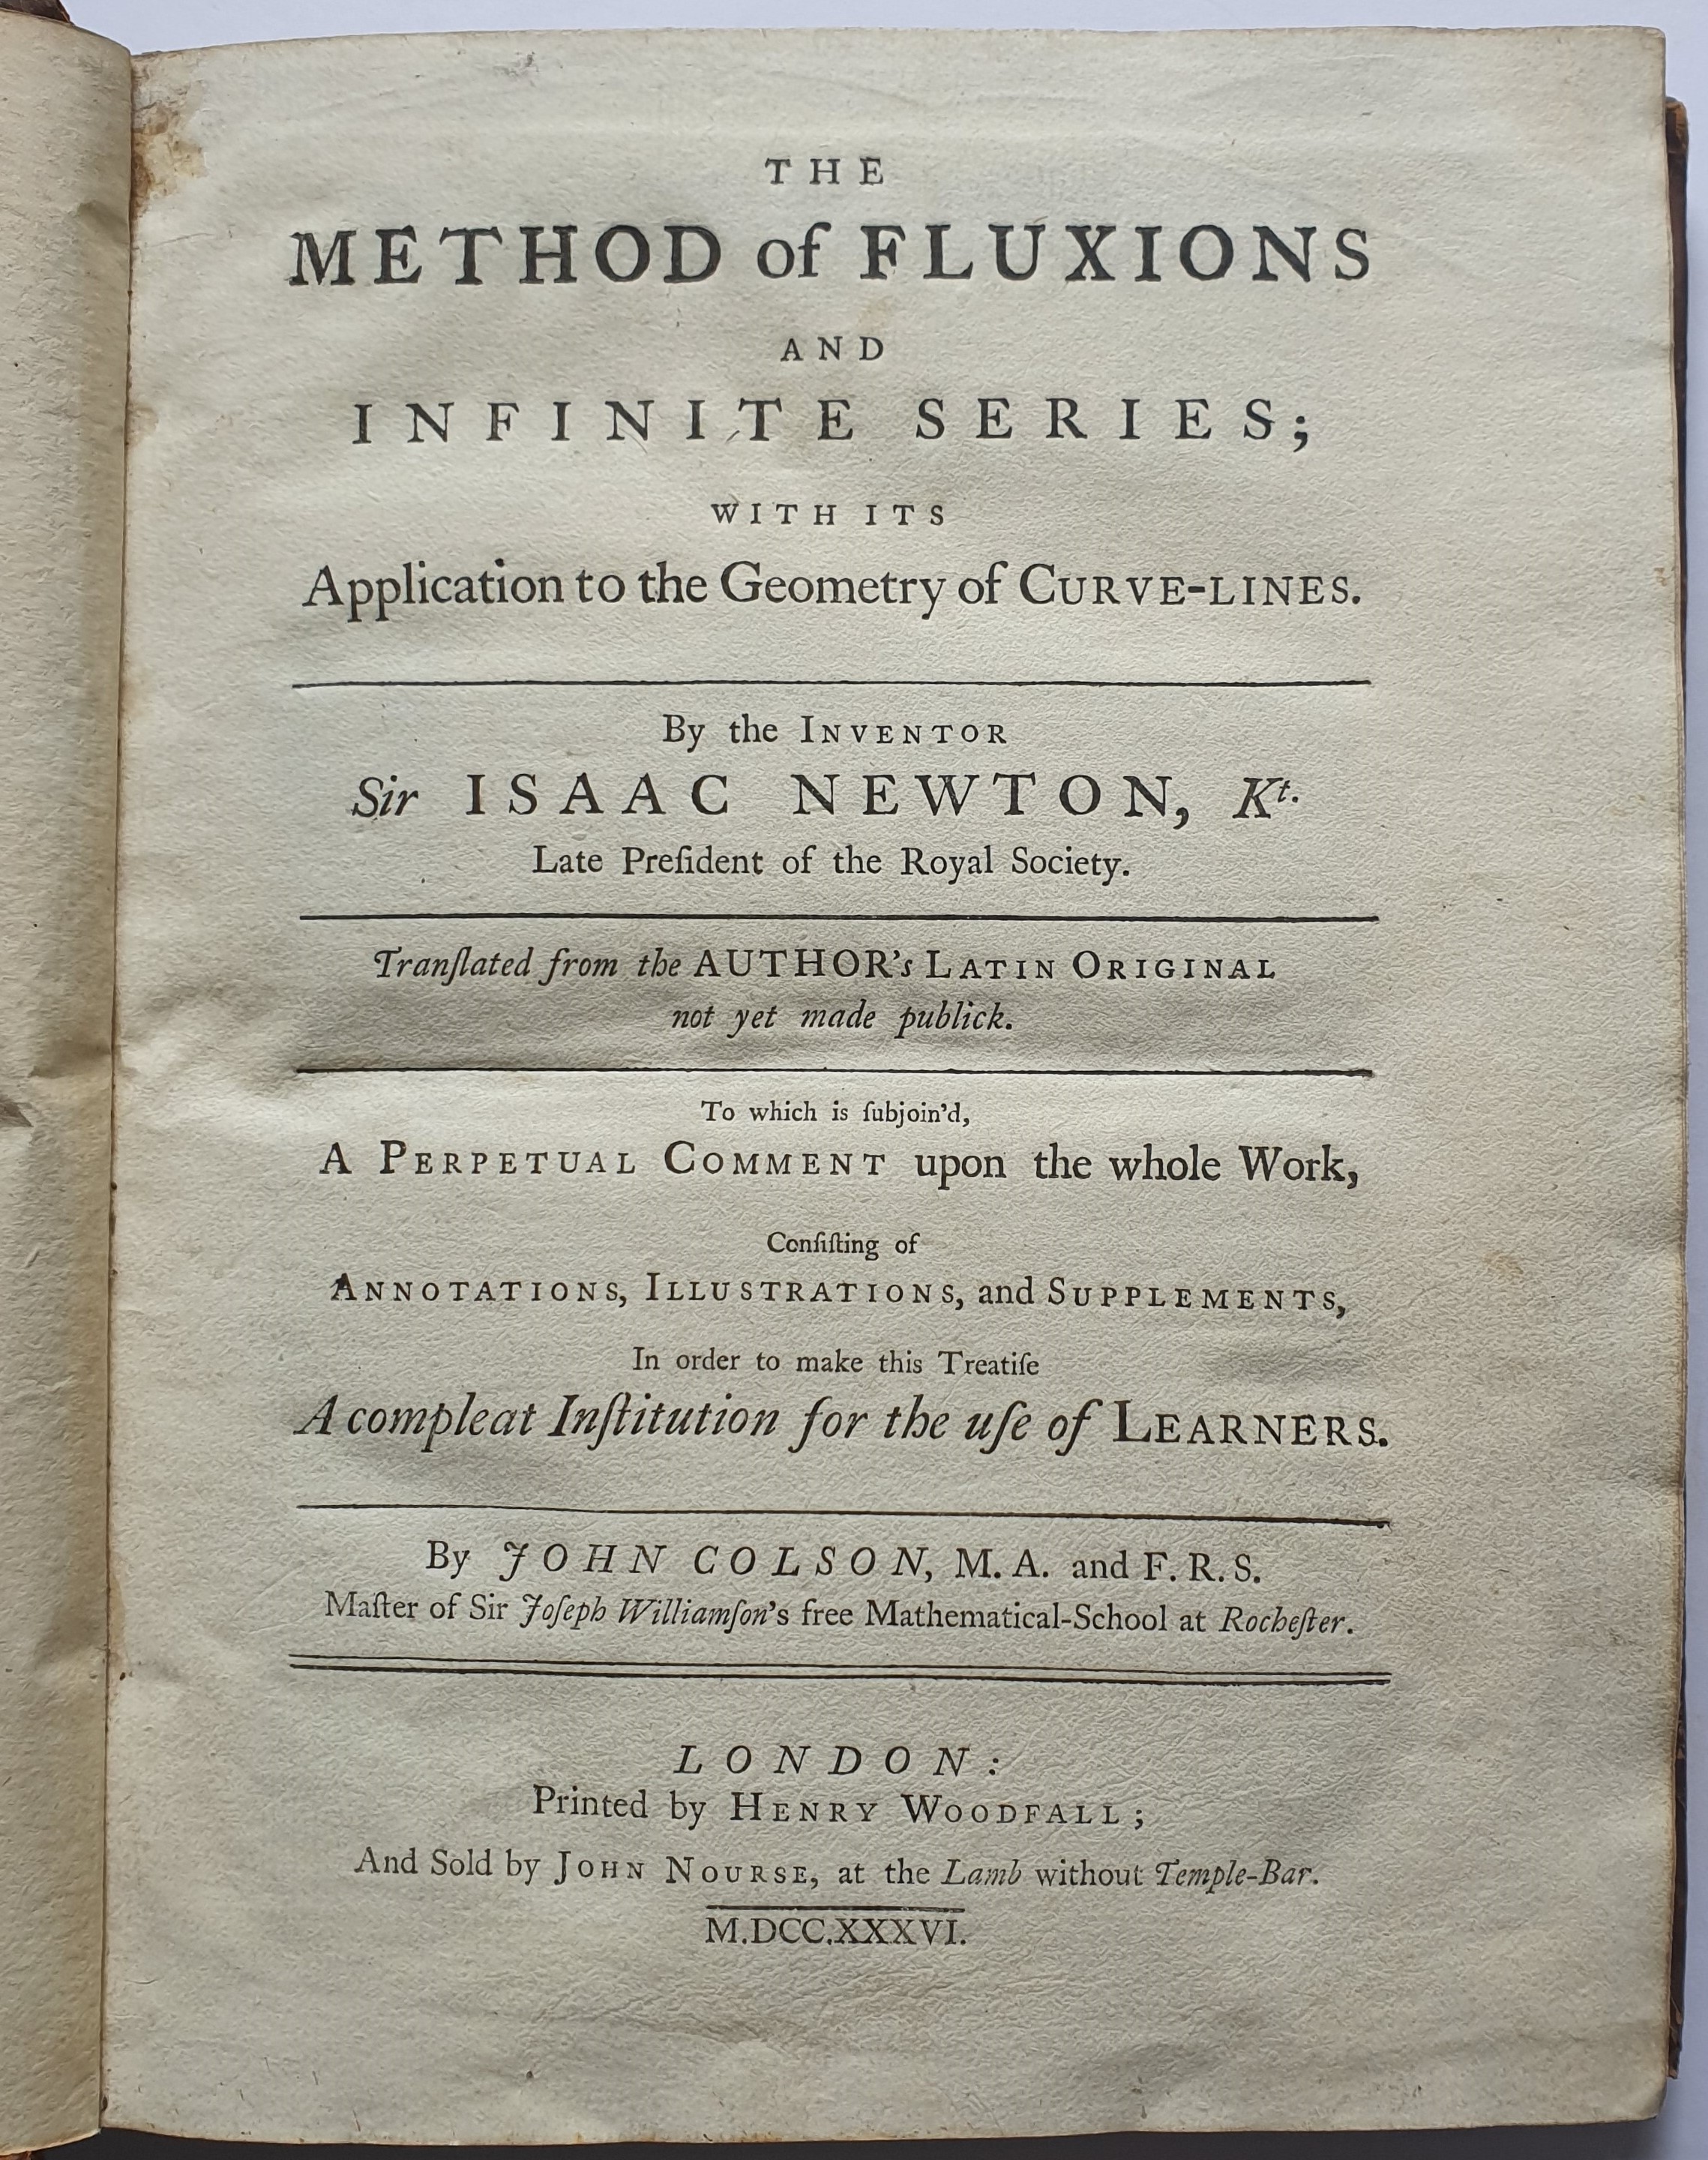 THE
METHOD of FLUXIONS
AND
INFINITE SERIES;
WITH ITS
Application to the Geometry of CURVE-LINES.
By the INVENTOR
Sir ISAAC NEWTON, Kt.
Late Preſident of the Royal Society.
Tranſlated from the AUTHOR's LATIN ORIGINAL
not yet made publick.
To which is ſubjoin'd,
A PERPETUAL COMMENT upon the whole Work,
Conſiſting of
ANNOTATIONS, ILLUSTRATIONS, and SUPPLEMENTS,
In order to make this Treatiſe
A compleat Inſtitution for the uſe of LEARNERS.
By JOHN COLSON, M. A. and F. R. S.
Maſter of Sir Joſeph Williamſon's free Mathematical-School at Rocheſter.
LONDON:
Printed by HENRY WOODFALL;
And Sold by JOHN NOURSE, at the Lamb without Temple-Bar.
M.DCC.XXXVI.